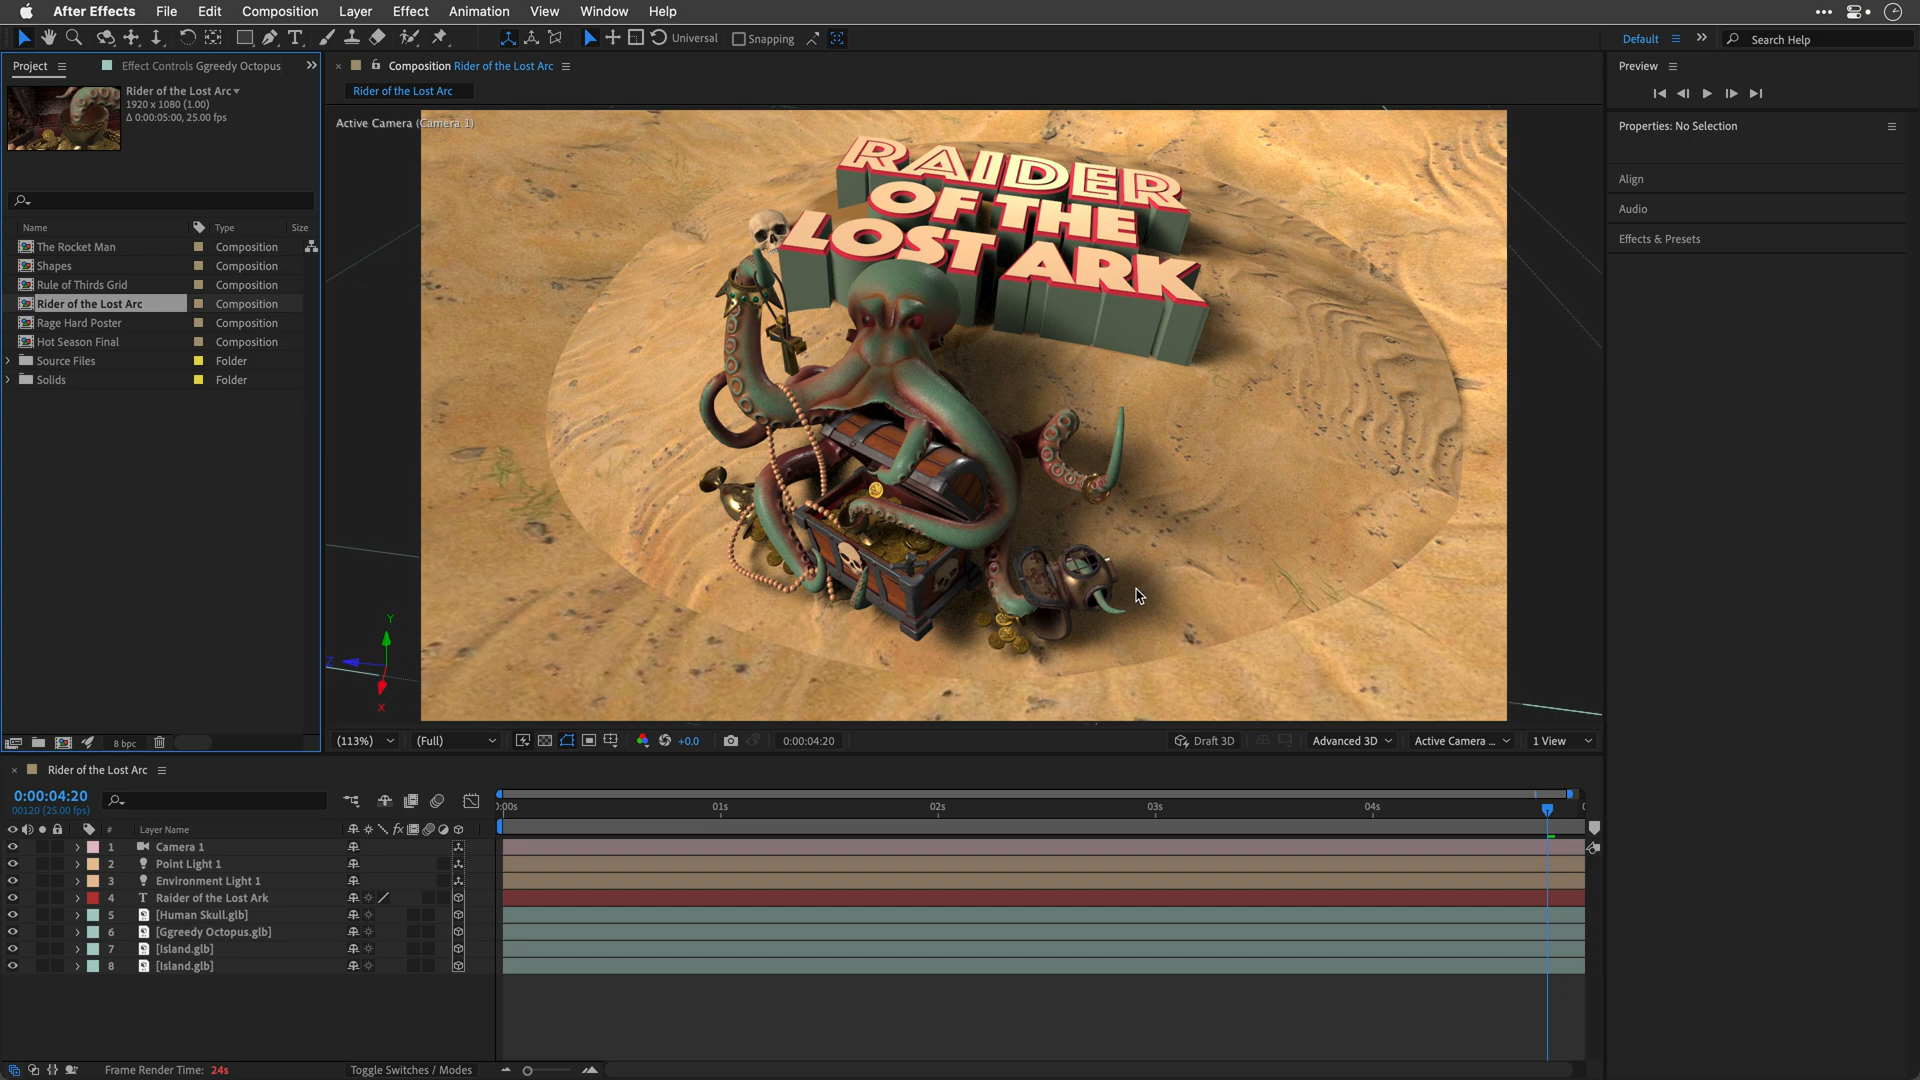 After Effects File Edit Composition Layer Effect Animation View Window Help
Universal Snapping Default Search Help
Project Effect Controls Ggreedy Octopus
Rider of the Lost Arc
1920 x 1080 (1.00)
Δ 0:00:05:00, 25.00 fps
Name Type Size
The Rocket Man Composition
Shapes Composition
Rule of Thirds Grid Composition
Rider of the Lost Arc Composition
Rage Hard Poster Composition
Hot Season Final Composition
Source Files Folder
Solids Folder
8 bpc
Composition Rider of the Lost Arc
Rider of the Lost Arc
Active Camera (Camera 1)
RAIDER
OF THE
LOST ARK
Y
Z
X
(113%) (Full) +0.0 0:00:04:20 Draft 3D Advanced 3D Active Camera ... 1 View
Preview
Properties: No Selection
Align
Audio
Effects & Presets
Rider of the Lost Arc
0:00:04:20
00120 (25.00 fps)
# Layer Name fx
1 Camera 1
2 Point Light 1
3 Environment Light 1
4 T Raider of the Lost Ark
5 [Human Skull.glb]
6 [Ggreedy Octopus.glb]
7 [Island.glb]
8 [Island.glb]
):00s 01s 02s 03s 04s
Frame Render Time: 24s Toggle Switches / Modes